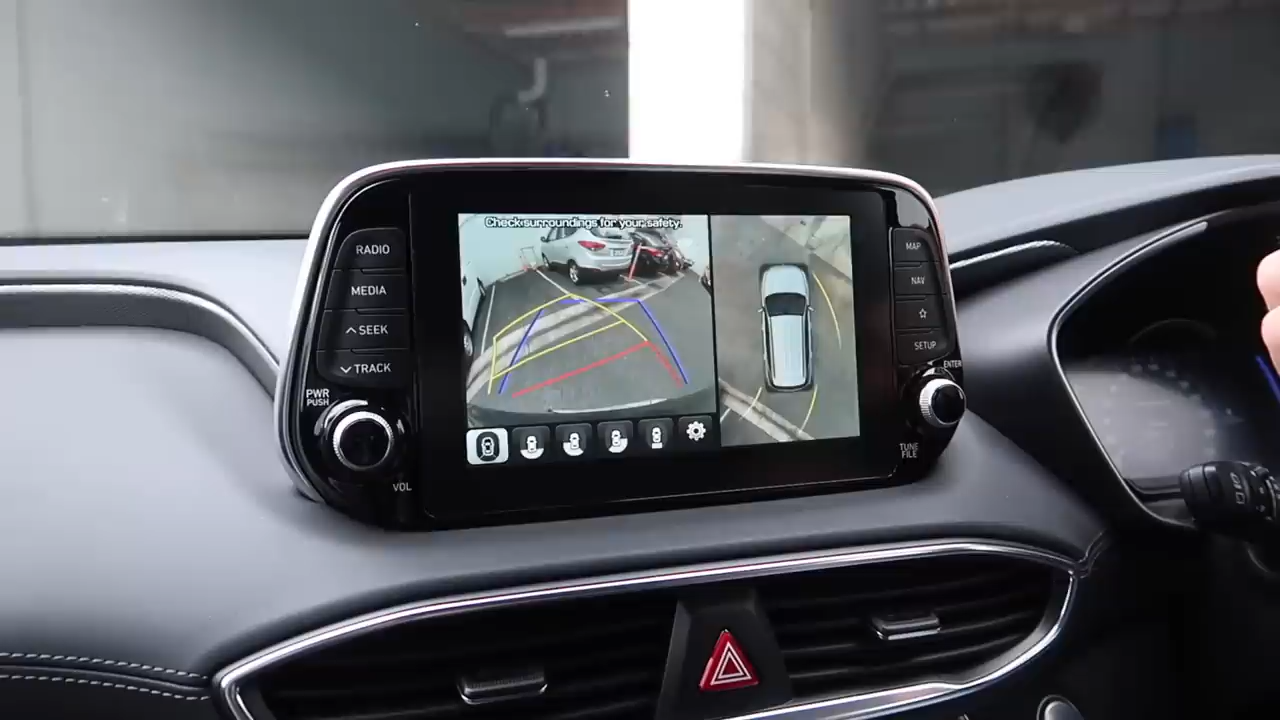 Check surroundings for your safety.
RADIO
MEDIA
SEEK
TRACK
PWR
PUSH
VOL
MAP
NAV
SETUP
ENTER
TUNE
FILE